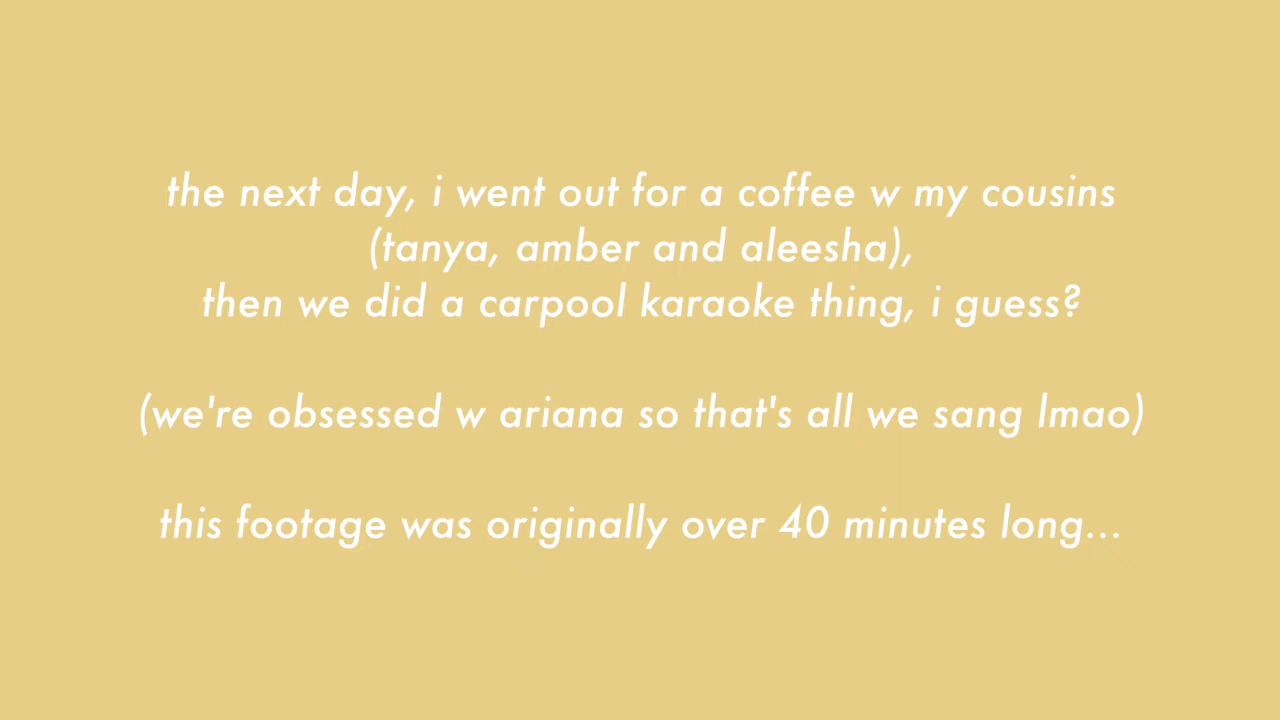 the next day, i went out for a coffee w my cousins
(tanya, amber and aleesha),
then we did a carpool karaoke thing, i guess?
(we're obsessed w ariana so that's all we sang lmao)
this footage was originally over 40 minutes long...